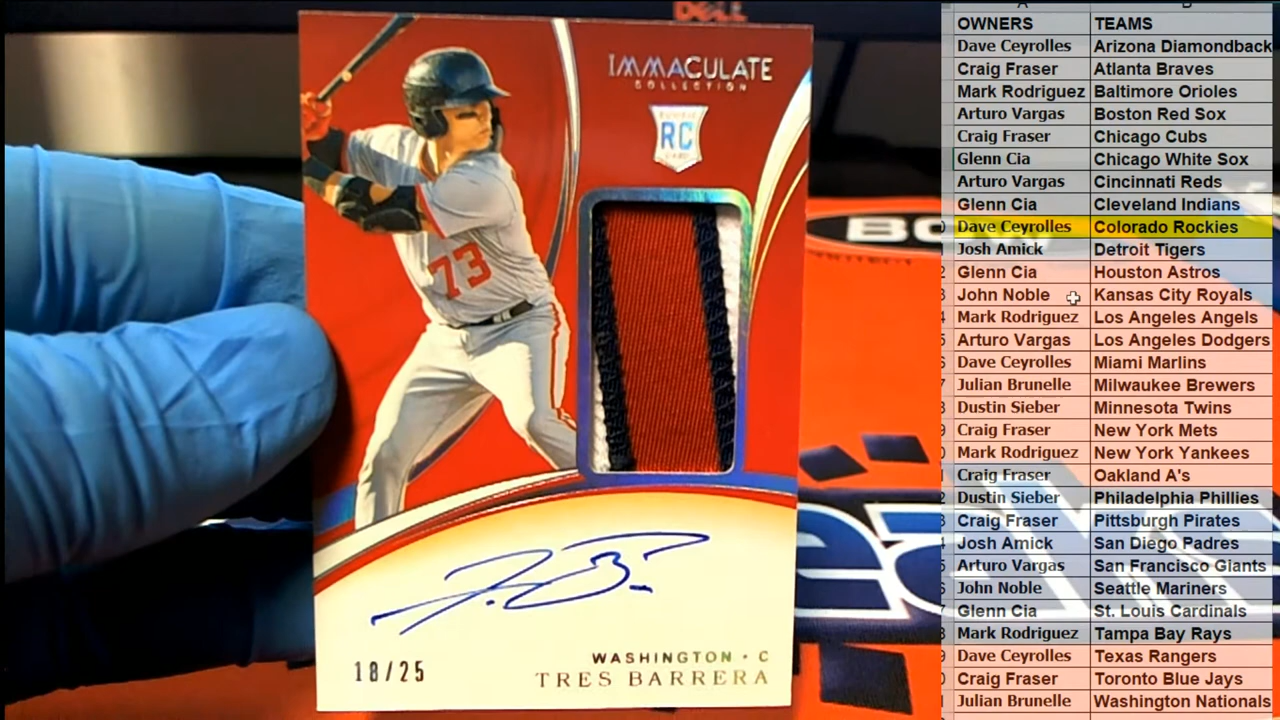 DELL
IMMACULATE
COLLECTION
RC
73
18/25
WASHINGTON • C
TRES BARRERA
OWNERS TEAMS
Dave Ceyrolles Arizona Diamondback
Craig Fraser Atlanta Braves
Mark Rodriguez Baltimore Orioles
Arturo Vargas Boston Red Sox
Craig Fraser Chicago Cubs
Glenn Cia Chicago White Sox
Arturo Vargas Cincinnati Reds
Glenn Cia Cleveland Indians
Dave Ceyrolles Colorado Rockies
Josh Amick Detroit Tigers
Glenn Cia Houston Astros
John Noble Kansas City Royals
Mark Rodriguez Los Angeles Angels
Arturo Vargas Los Angeles Dodgers
Dave Ceyrolles Miami Marlins
Julian Brunelle Milwaukee Brewers
Dustin Sieber Minnesota Twins
Craig Fraser New York Mets
Mark Rodriguez New York Yankees
Craig Fraser Oakland A's
Dustin Sieber Philadelphia Phillies
Craig Fraser Pittsburgh Pirates
Josh Amick San Diego Padres
Arturo Vargas San Francisco Giants
John Noble Seattle Mariners
Glenn Cia St. Louis Cardinals
Mark Rodriguez Tampa Bay Rays
Dave Ceyrolles Texas Rangers
Craig Fraser Toronto Blue Jays
Julian Brunelle Washington Nationals